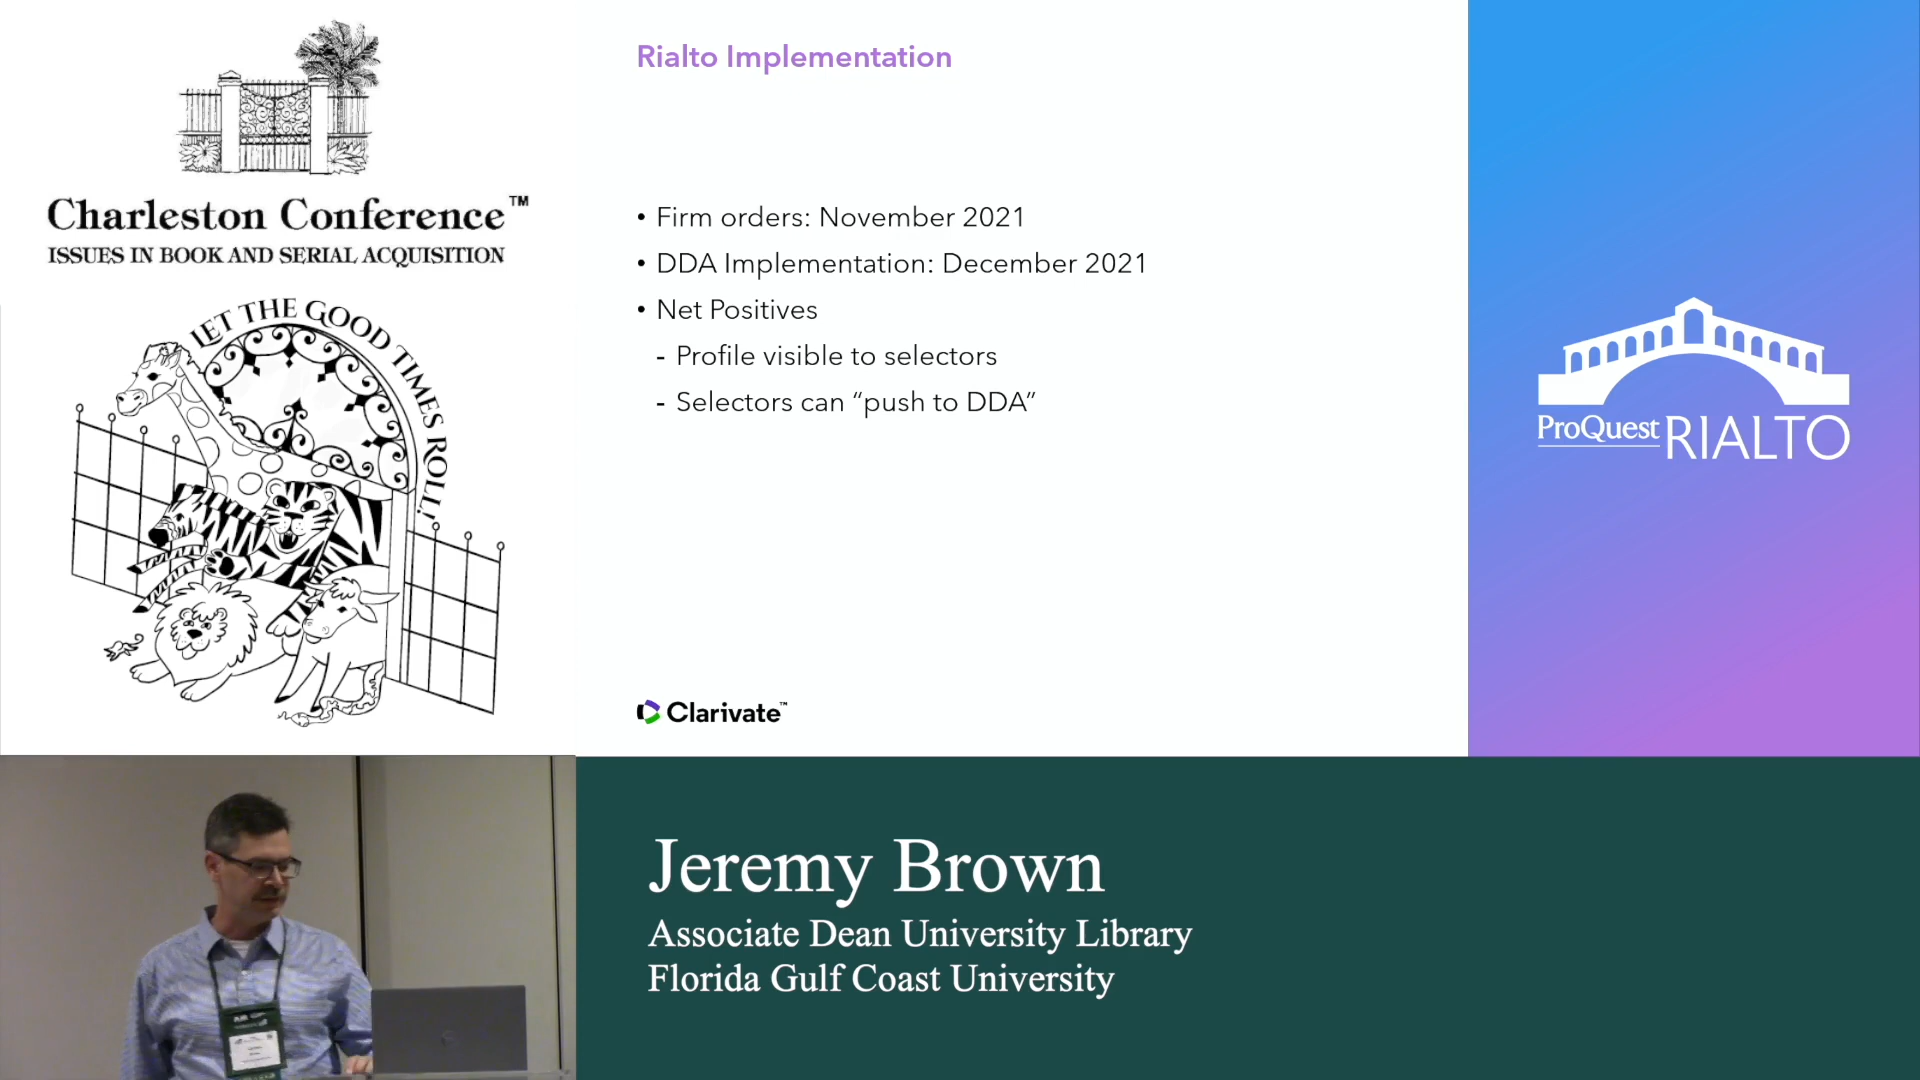 Charleston Conference™
ISSUES IN BOOK AND SERIAL ACQUISITION
LET THE GOOD TIMES ROLL!
Rialto Implementation
• Firm orders: November 2021
• DDA Implementation: December 2021
• Net Positives
- Profile visible to selectors
- Selectors can “push to DDA”
Clarivate™
ProQuest RIALTO
Jeremy Brown
Associate Dean University Library
Florida Gulf Coast University